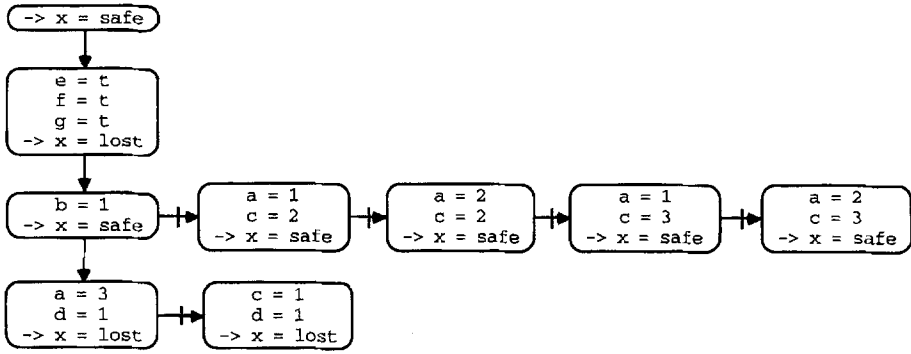 -> x = safe
e = t
f = t
g = t
-> x = lost
b = 1
-> x = safe
a = 1
c = 2
-> x = safe
a = 2
c = 2
-> x = safe
a = 1
c = 3
-> x = safe
a = 2
c = 3
-> x = safe
a = 3
d = 1
-> x = lost
c = 1
d = 1
-> x = lost